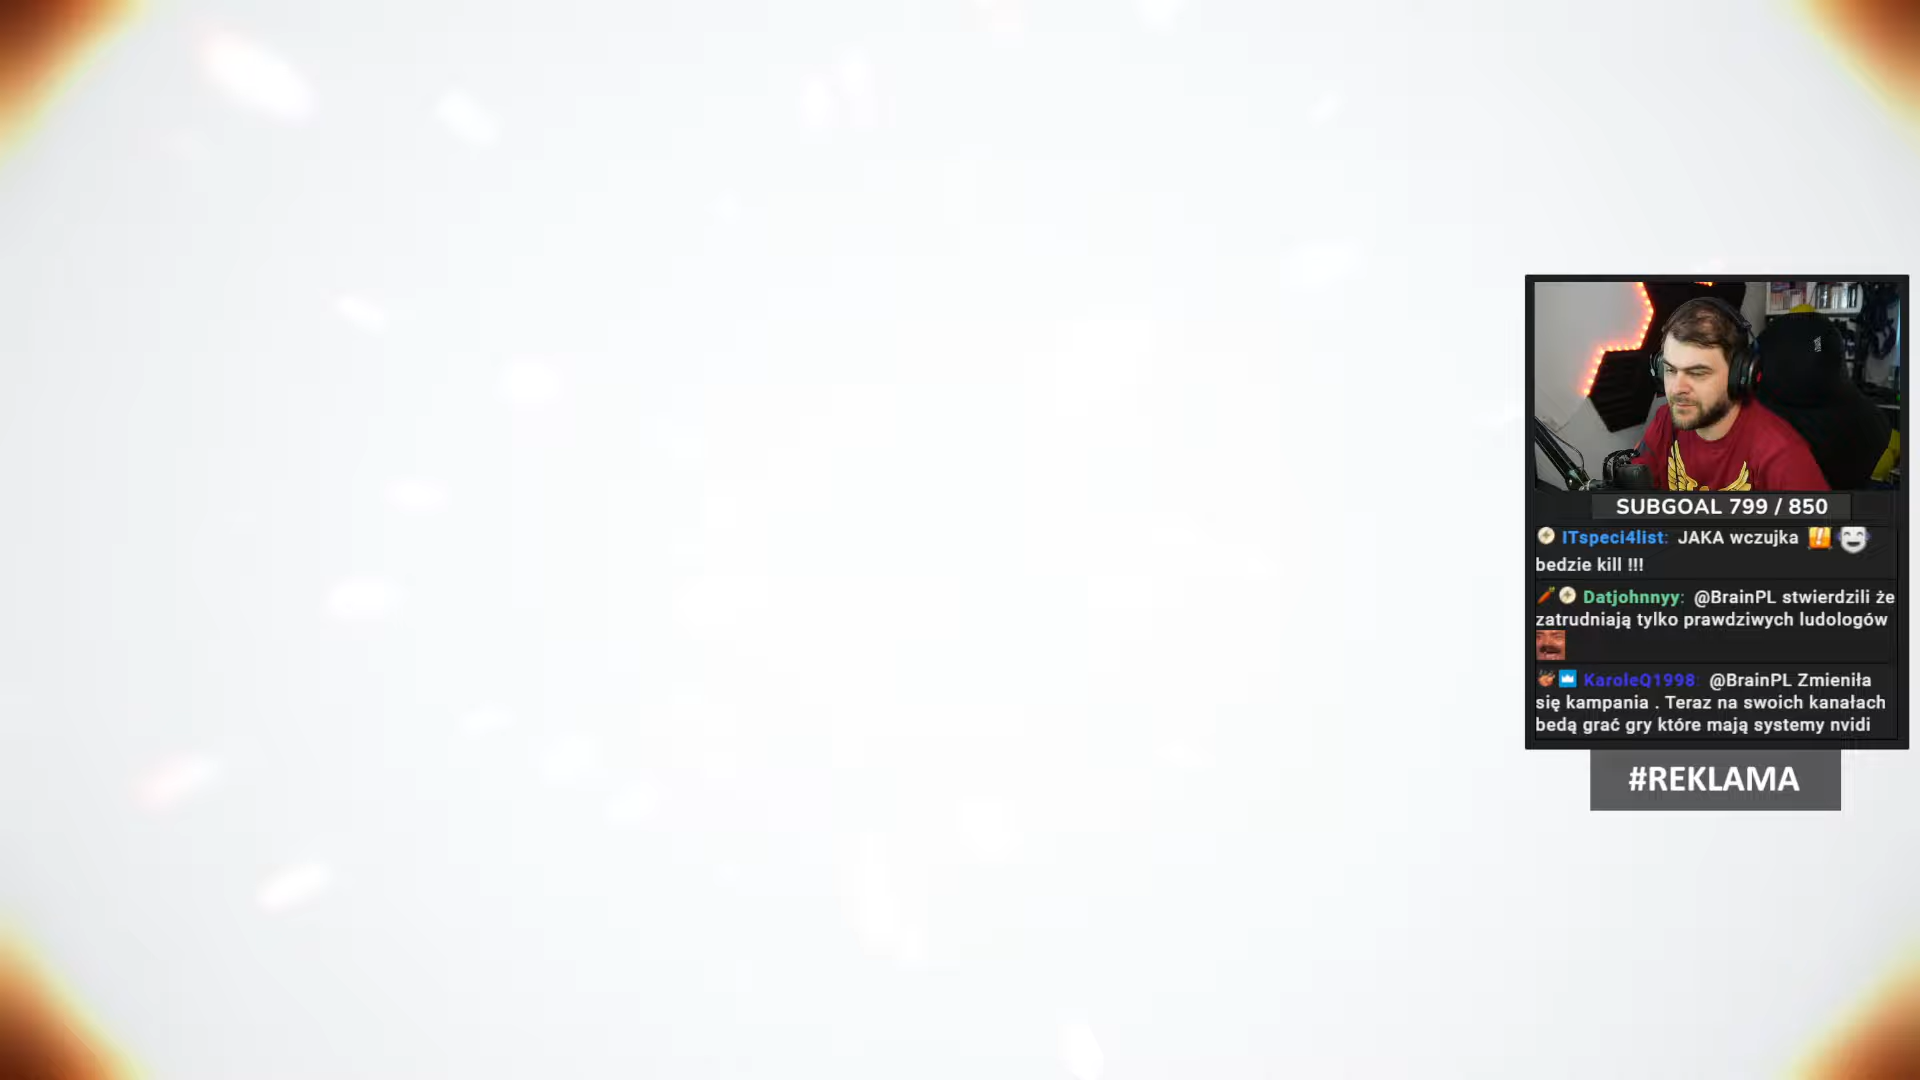 SUBGOAL 799 / 850
ITspeci4list: JAKA wczujka
bedzie kill !!!
Datjohnnyy: @BrainPL stwierdzili że
zatrudniają tylko prawdziwych ludologów
KaroleQ1998: @BrainPL Zmieniła
się kampania . Teraz na swoich kanałach
bedą grać gry które mają systemy nvidi
#REKLAMA